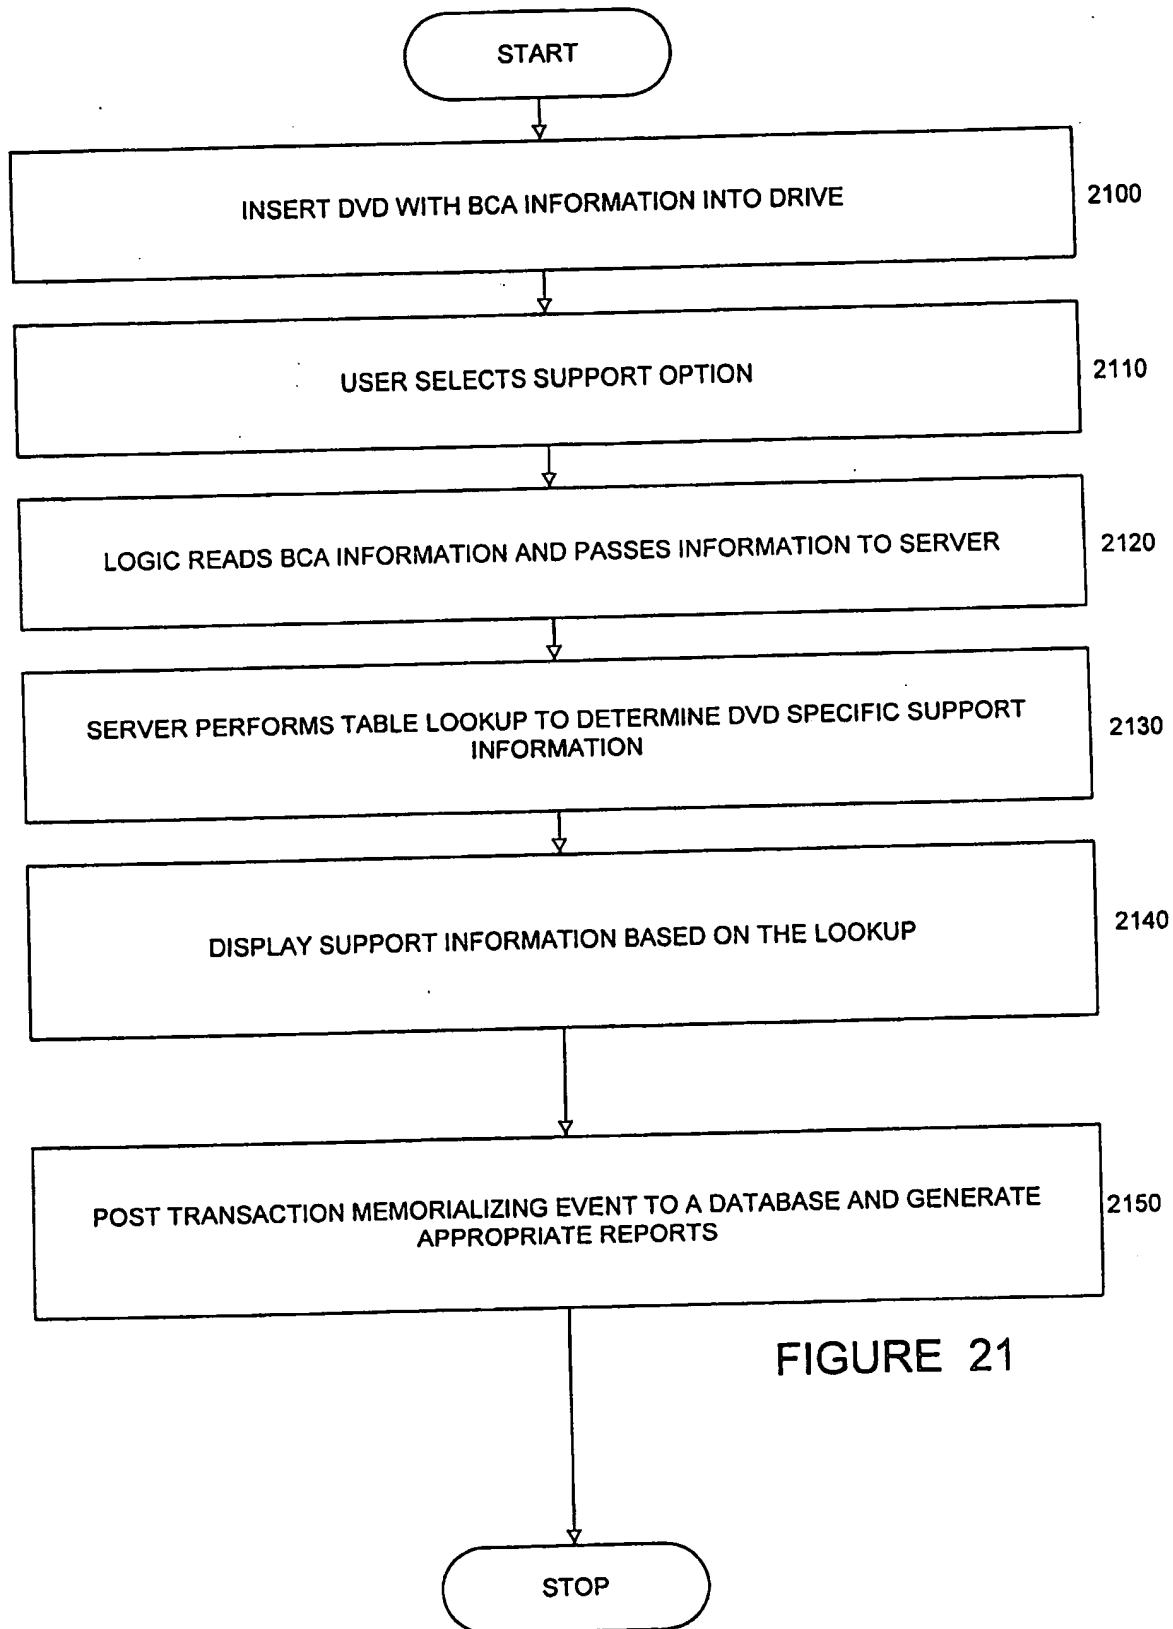 START
INSERT DVD WITH BCA INFORMATION INTO DRIVE
2100
USER SELECTS SUPPORT OPTION
2110
LOGIC READS BCA INFORMATION AND PASSES INFORMATION TO SERVER
2120
SERVER PERFORMS TABLE LOOKUP TO DETERMINE DVD SPECIFIC SUPPORT
INFORMATION
2130
DISPLAY SUPPORT INFORMATION BASED ON THE LOOKUP
2140
POST TRANSACTION MEMORIALIZING EVENT TO A DATABASE AND GENERATE
APPROPRIATE REPORTS
2150
FIGURE 21
STOP